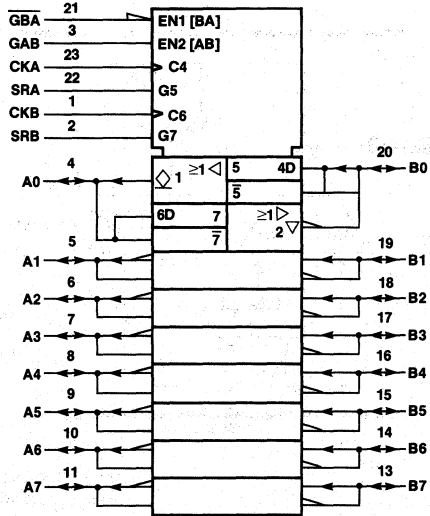 G̅B̅A̅ 21 EN1 [BA]
GAB 3 EN2 [AB]
CKA 23 C4
SRA 22 G5
CKB 1 C6
SRB 2 G7
A0 4 1 ≥1 5 4D 20 B0
5̅
6D 7 ≥1
7̅ 2
A1 5 19 B1
A2 6 18 B2
A3 7 17 B3
A4 8 16 B4
A5 9 15 B5
A6 10 14 B6
A7 11 13 B7